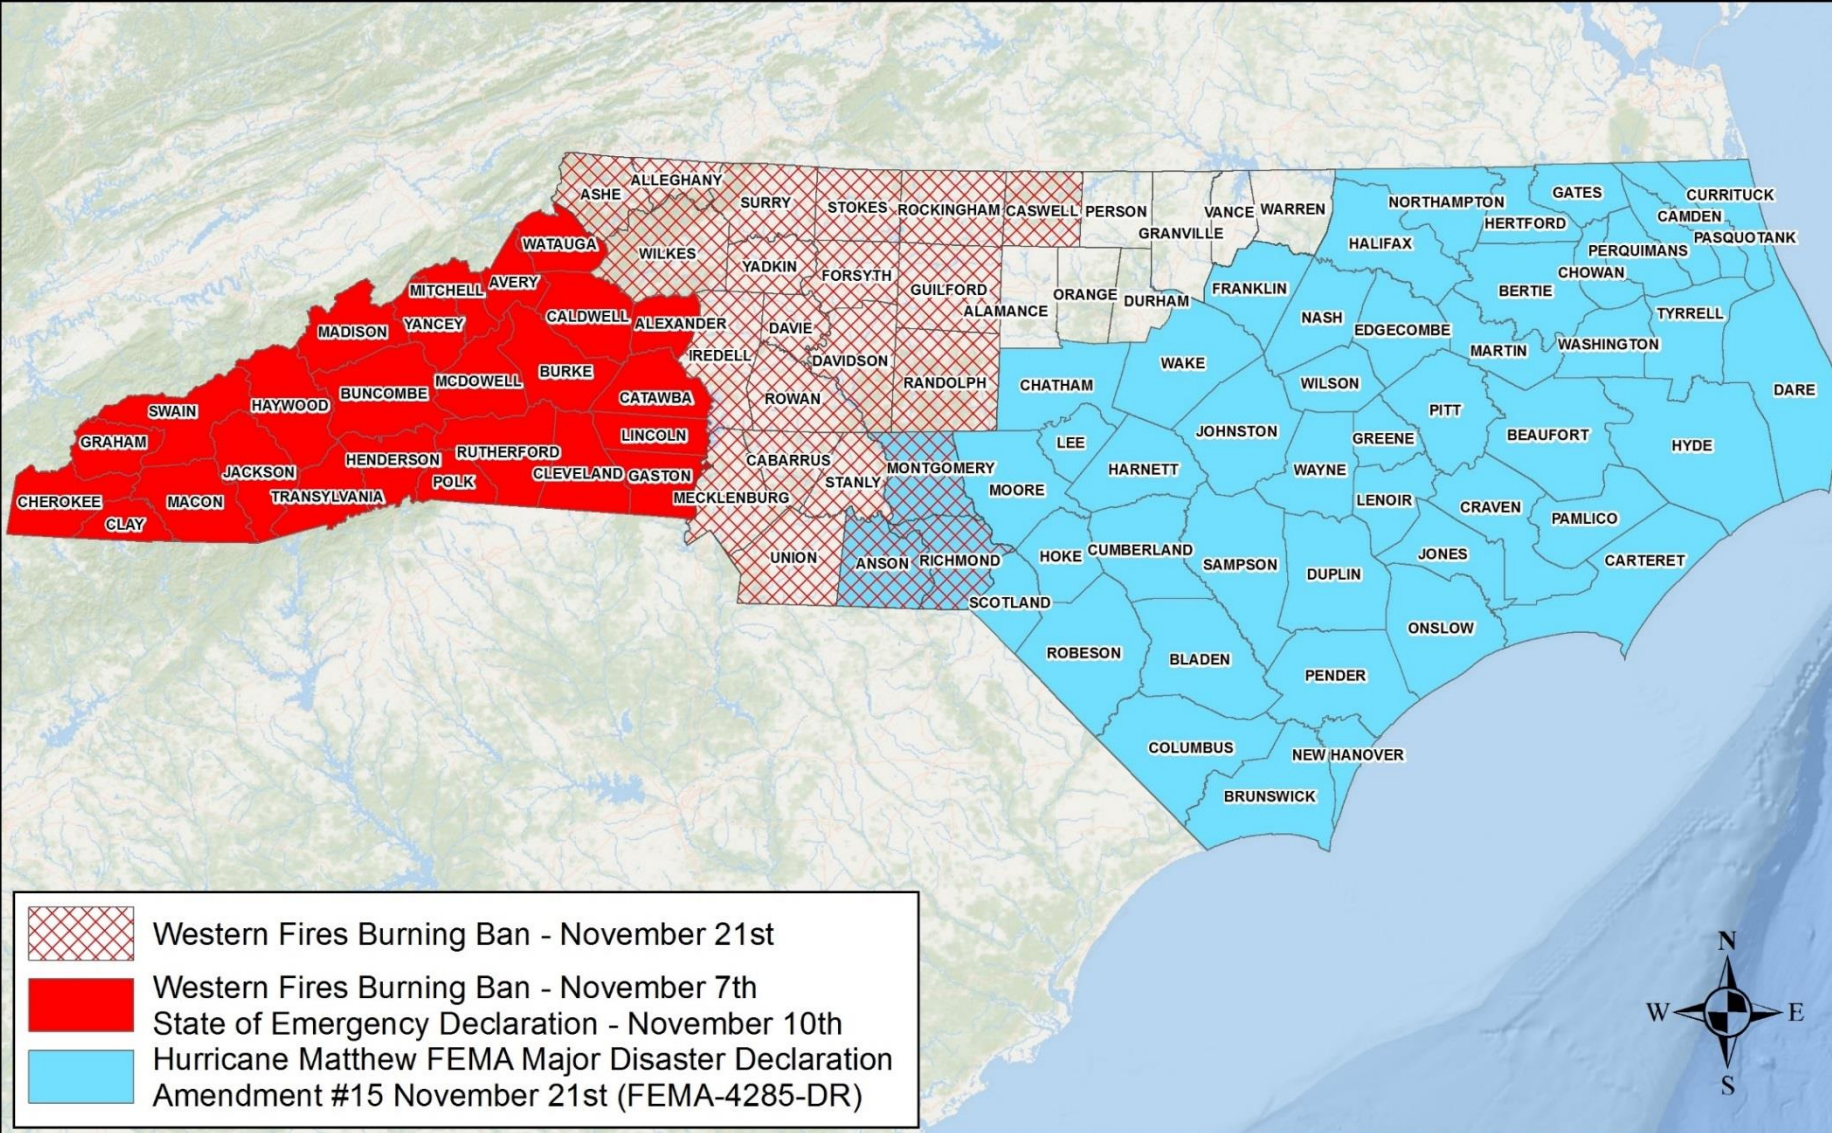 ALLEGHANY
ASHE
SURRY
STOKES
ROCKINGHAM
CASWELL
PERSON
GRANVILLE
VANCE
WARREN
NORTHAMPTON
GATES
CURRITUCK
CAMDEN
HERTFORD
PASQUOTANK
HALIFAX
PERQUIMANS
CHOWAN
WATAUGA
WILKES
YADKIN
FORSYTH
GUILFORD
ALAMANCE
ORANGE
DURHAM
FRANKLIN
BERTIE
MITCHELL
AVERY
CALDWELL
ALEXANDER
DAVIE
NASH
EDGECOMBE
TYRRELL
MADISON
YANCEY
IREDELL
DAVIDSON
WAKE
MARTIN
WASHINGTON
MCDOWELL
BURKE
RANDOLPH
CHATHAM
WILSON
DARE
BUNCOMBE
CATAWBA
ROWAN
SWAIN
HAYWOOD
PITT
GRAHAM
LINCOLN
LEE
JOHNSTON
GREENE
BEAUFORT
HYDE
HENDERSON
RUTHERFORD
CABARRUS
MONTGOMERY
HARNETT
WAYNE
JACKSON
POLK
CLEVELAND
GASTON
STANLY
MOORE
CHEROKEE
MACON
TRANSYLVANIA
MECKLENBURG
LENOIR
CRAVEN
PAMLICO
CLAY
UNION
ANSON
RICHMOND
HOKE
CUMBERLAND
SAMPSON
DUPLIN
JONES
CARTERET
SCOTLAND
ONSLOW
ROBESON
BLADEN
PENDER
COLUMBUS
NEW HANOVER
BRUNSWICK
Western Fires Burning Ban - November 21st
Western Fires Burning Ban - November 7th
State of Emergency Declaration - November 10th
Hurricane Matthew FEMA Major Disaster Declaration
Amendment #15 November 21st (FEMA-4285-DR)
N
W E
S